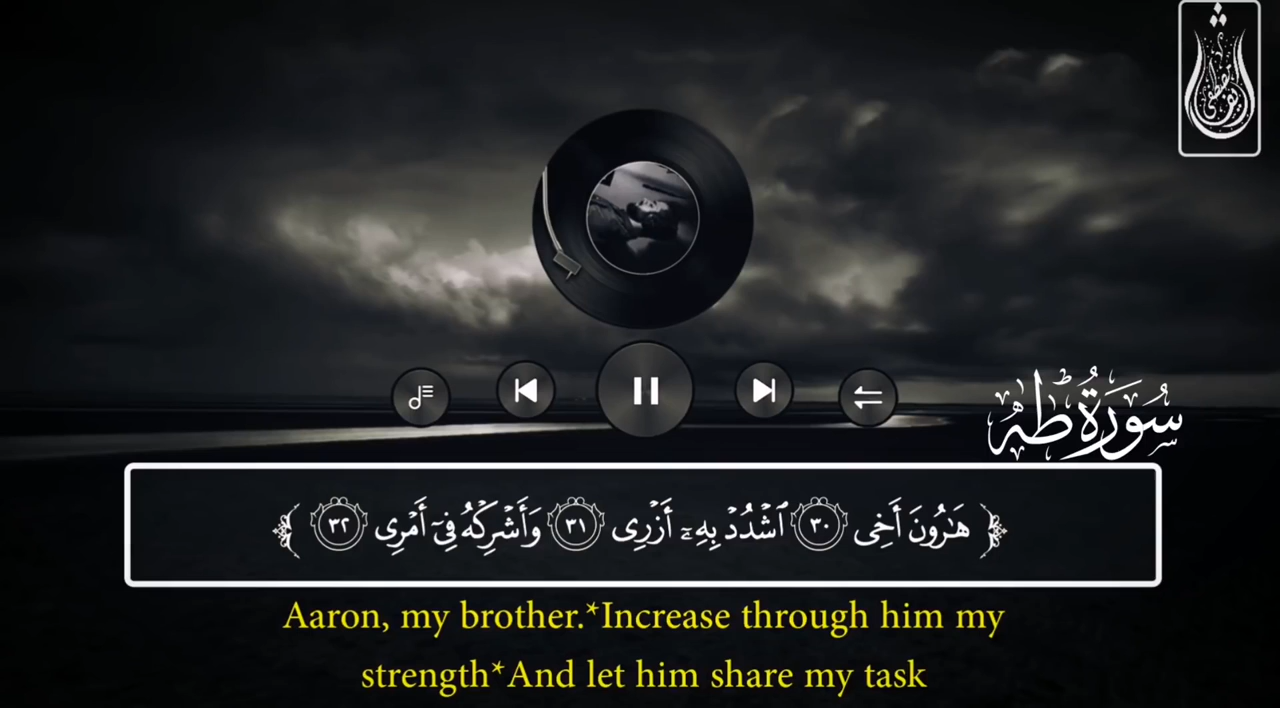 سُورَةُ طه
﴿ هَٰرُونَ أَخِى ٣٠ ٱشْدُدْ بِهِۦٓ أَزْرِى ٣١ وَأَشْرِكْهُ فِىٓ أَمْرِى ٣٢ ﴾
Aaron, my brother.*Increase through him my
strength*And let him share my task